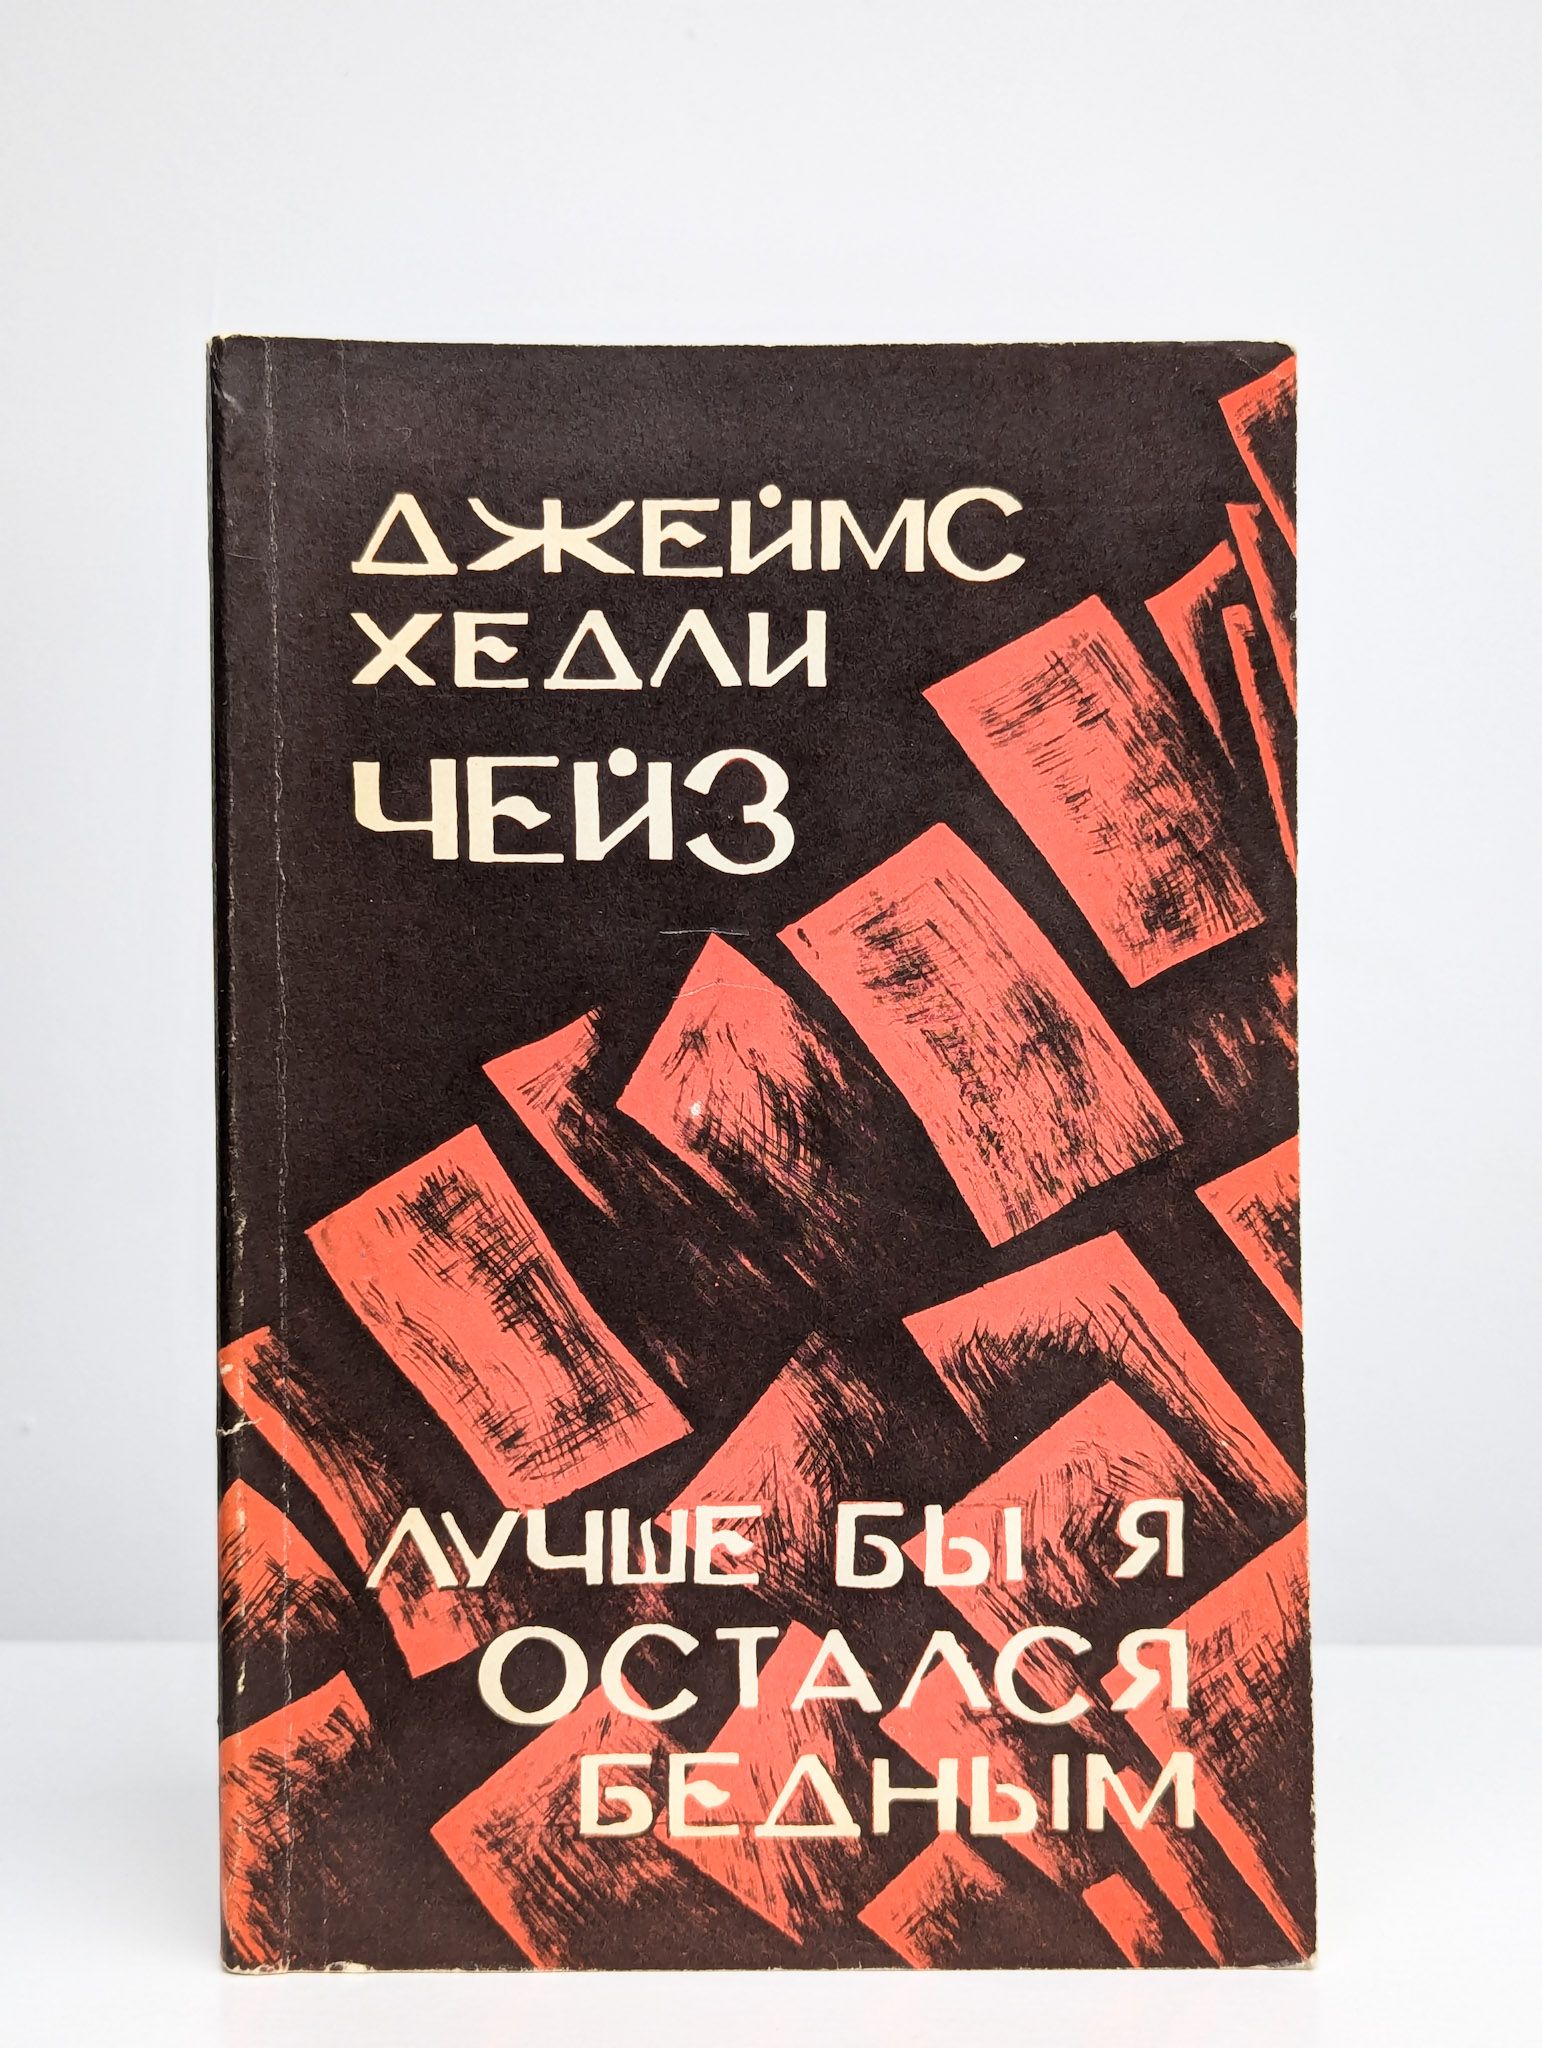 ДЖЕЙМС
ХЕДЛИ
ЧЕЙЗ
ЛУЧШЕ БЫ Я
ОСТАЛСЯ
БЕДНЫМ